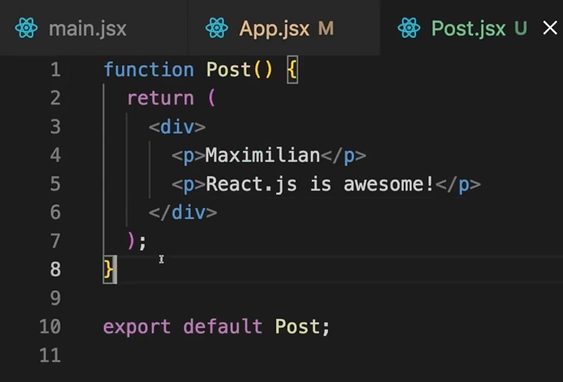 main.jsx App.jsx M Post.jsx U
1 function Post() {
2 return (
3 <div>
4 <p>Maximilian</p>
5 <p>React.js is awesome!</p>
6 </div>
7 );
8 }
9
10 export default Post;
11